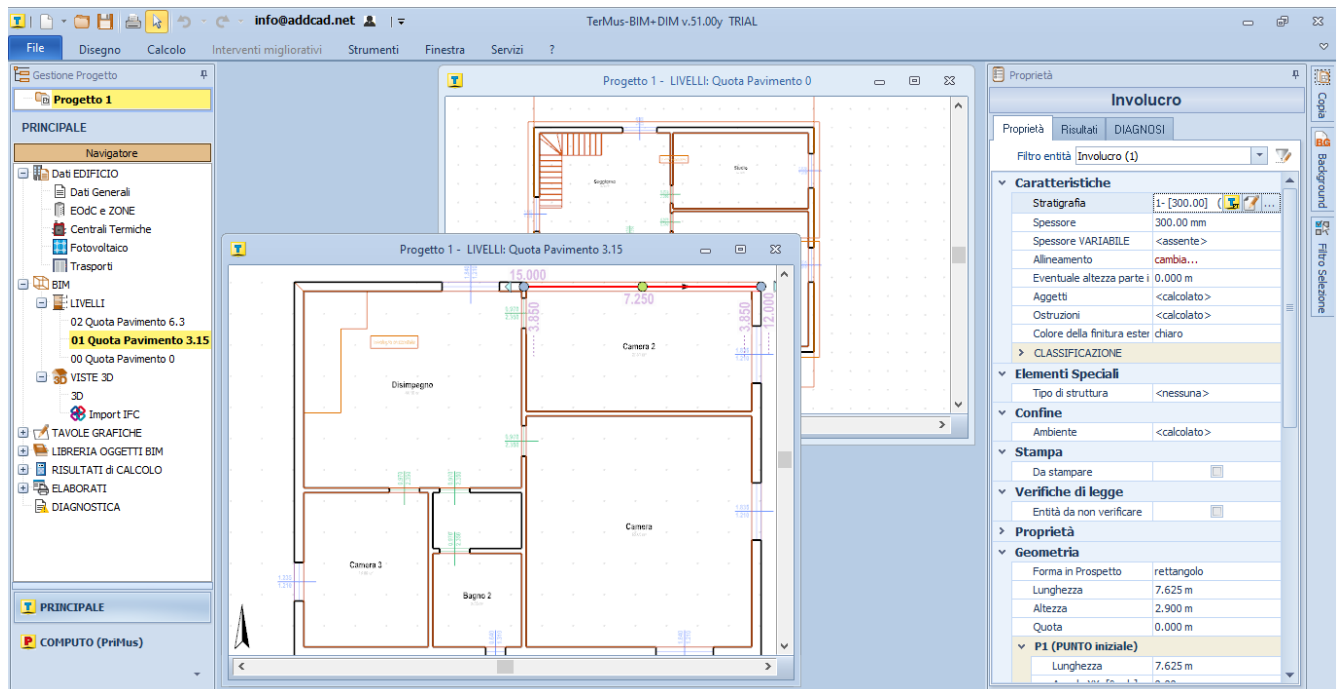 info@addcad.net
TerMus-BIM+DIM v.51.00y TRIAL
File Disegno Calcolo Interventi migliorativi Strumenti Finestra Servizi ?
Gestione Progetto
Progetto 1
PRINCIPALE
Navigatore
Dati EDIFICIO
Dati Generali
EOdC e ZONE
Centrali Termiche
Fotovoltaico
Trasporti
BIM
LIVELLI
02 Quota Pavimento 6.3
01 Quota Pavimento 3.15
00 Quota Pavimento 0
VISTE 3D
3D
Import IFC
TAVOLE GRAFICHE
LIBRERIA OGGETTI BIM
RISULTATI di CALCOLO
ELABORATI
DIAGNOSTICA
PRINCIPALE
COMPUTO (PriMus)
Progetto 1 - LIVELLI: Quota Pavimento 0
Soggiorno
Studio
Progetto 1 - LIVELLI: Quota Pavimento 3.15
15.000
7.250
3.850
3.850
12.000
Camera 2
Disimpegno
Camera
Camera 3
Bagno 2
Proprietà
Involucro
Proprietà Risultati DIAGNOSI
Filtro entità Involucro (1)
Caratteristiche
Stratigrafia 1- [300.00] ( ...
Spessore 300.00 mm
Spessore VARIABILE <assente>
Allineamento cambia...
Eventuale altezza parte i 0.000 m
Aggetti <calcolato>
Ostruzioni <calcolato>
Colore della finitura ester chiaro
CLASSIFICAZIONE
Elementi Speciali
Tipo di struttura <nessuna>
Confine
Ambiente <calcolato>
Stampa
Da stampare
Verifiche di legge
Entità da non verificare
Proprietà
Geometria
Forma in Prospetto rettangolo
Lunghezza 7.625 m
Altezza 2.900 m
Quota 0.000 m
P1 (PUNTO iniziale)
Lunghezza 7.625 m
Copia
Background
Filtro Selezione